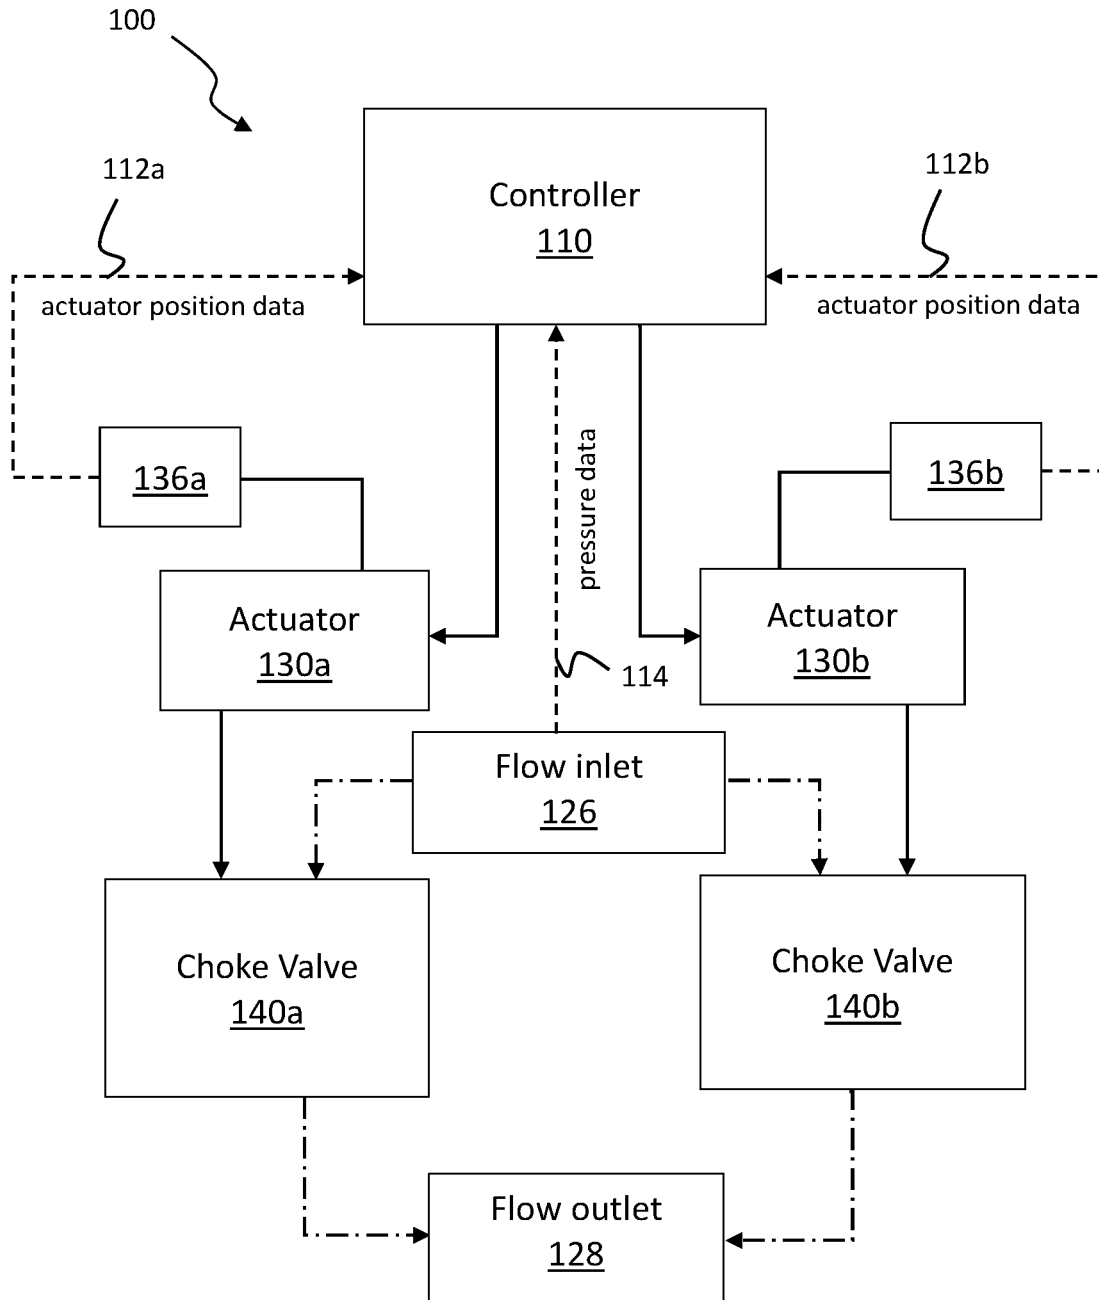 100
112a
112b
Controller
110
actuator position data
actuator position data
pressure data
136a
136b
Actuator
130a
Actuator
130b
114
Flow inlet
126
Choke Valve
140a
Choke Valve
140b
Flow outlet
128